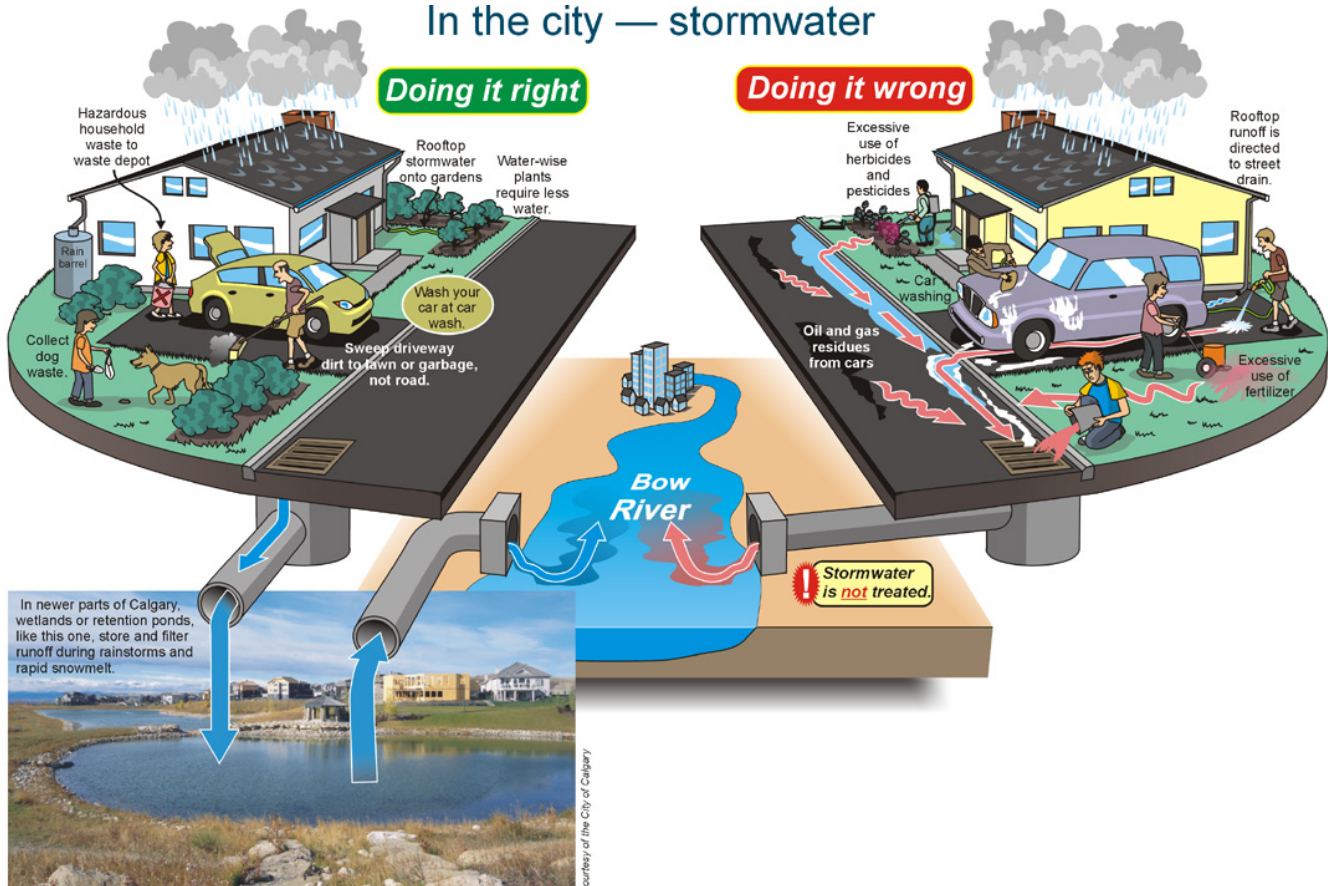 In the city — stormwater
Doing it right
Hazardous
household
waste to
waste depot
Rooftop
stormwater
onto gardens
Water-wise
plants
require less
water.
Rain
barrel
Wash your
car at car
wash.
Collect
dog
waste.
Sweep driveway
dirt to lawn or garbage,
not road.
Doing it wrong
Excessive
use of
herbicides
and
pesticides
Rooftop
runoff is
directed
to street
drain.
Car
washing
Oil and gas
residues
from cars
Excessive
use of
fertilizer
Bow
River
!
Stormwater
is not treated.
In newer parts of Calgary,
wetlands or retention ponds,
like this one, store and filter
runoff during rainstorms and
rapid snowmelt.
ourtesy of the City of Calgary